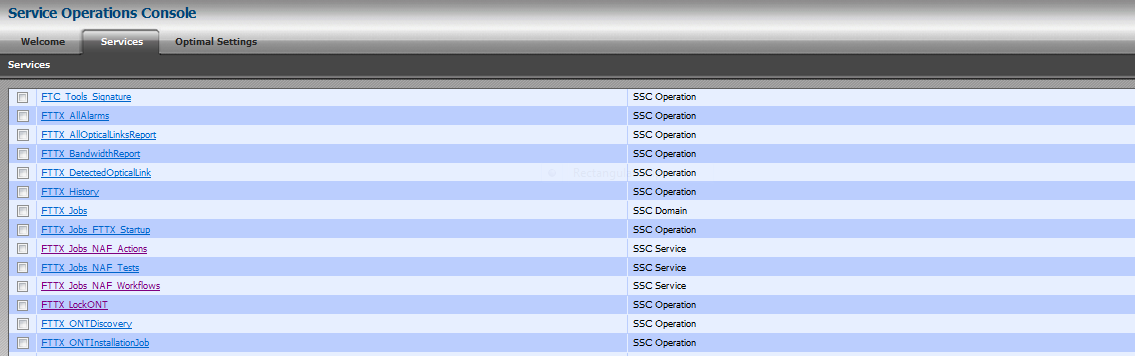 Service Operations Console
Welcome Services Optimal Settings
Services
FTC_Tools_Signature SSC Operation
FTTX_AllAlarms SSC Operation
FTTX_AllOpticalLinksReport SSC Operation
FTTX_BandwidthReport SSC Operation
FTTX_DetectedOpticalLink SSC Operation
FTTX_History SSC Operation
FTTX_Jobs SSC Domain
FTTX_Jobs_FTTX_Startup SSC Operation
FTTX_Jobs_NAF_Actions SSC Service
FTTX_Jobs_NAF_Tests SSC Service
FTTX_Jobs_NAF_Workflows SSC Service
FTTX_LockONT SSC Operation
FTTX_ONTDiscovery SSC Operation
FTTX_ONTInstallationJob SSC Operation